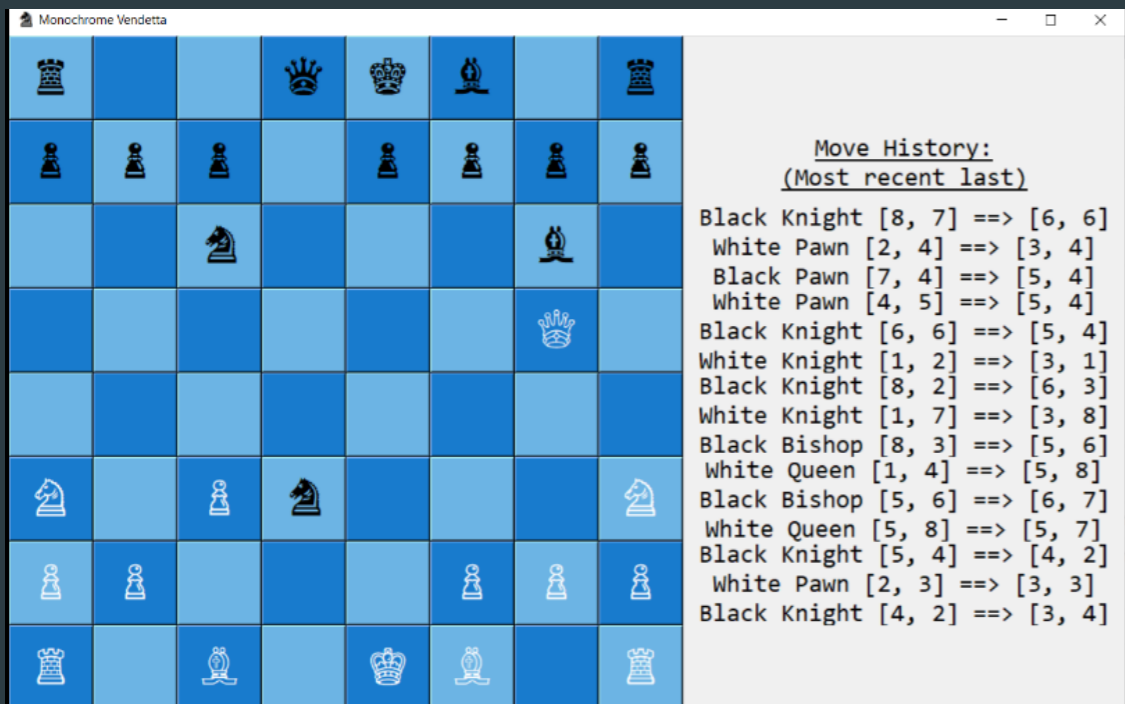 Monochrome Vendetta
Move History:
(Most recent last)
Black Knight [8, 7] ==> [6, 6]
White Pawn [2, 4] ==> [3, 4]
Black Pawn [7, 4] ==> [5, 4]
White Pawn [4, 5] ==> [5, 4]
Black Knight [6, 6] ==> [5, 4]
White Knight [1, 2] ==> [3, 1]
Black Knight [8, 2] ==> [6, 3]
White Knight [1, 7] ==> [3, 8]
Black Bishop [8, 3] ==> [5, 6]
White Queen [1, 4] ==> [5, 8]
Black Bishop [5, 6] ==> [6, 7]
White Queen [5, 8] ==> [5, 7]
Black Knight [5, 4] ==> [4, 2]
White Pawn [2, 3] ==> [3, 3]
Black Knight [4, 2] ==> [3, 4]